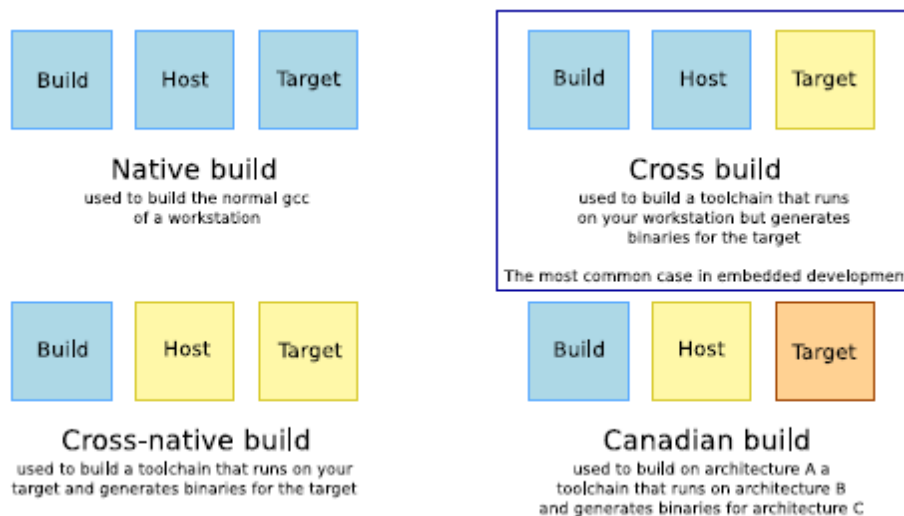 Build Host Target
Native build
used to build the normal gcc
of a workstation
Build Host Target
Cross build
used to build a toolchain that runs
on your workstation but generates
binaries for the target
The most common case in embedded developmen
Build Host Target
Cross-native build
used to build a toolchain that runs on your
target and generates binaries for the target
Build Host Target
Canadian build
used to build on architecture A a
toolchain that runs on architecture B
and generates binaries for architecture C